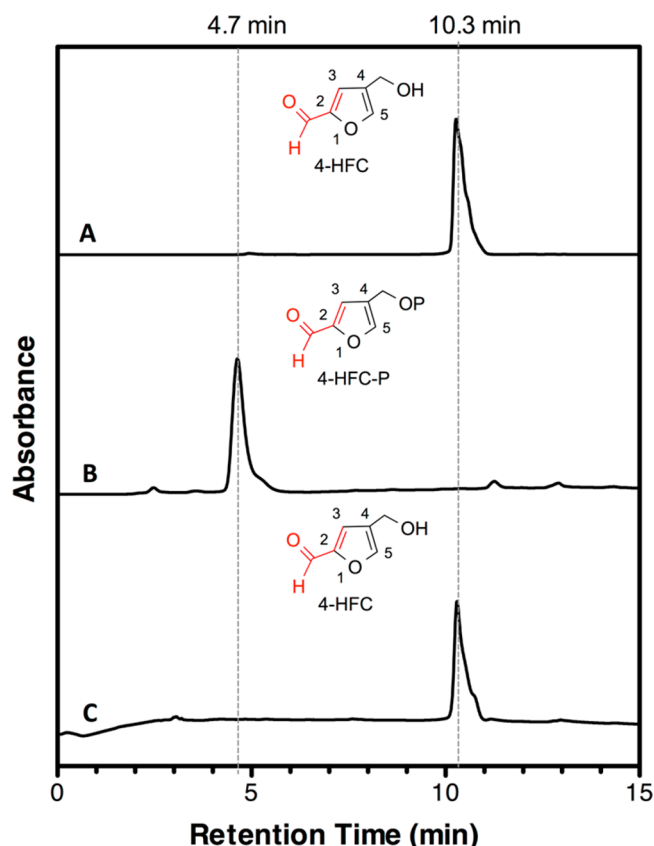 4.7 min 10.3 min
3 4 OH
O 2 5
1 O
H
4-HFC
A
3 4 OP
O 2 5
1 O
H
4-HFC-P
B
3 4 OH
O 2 5
1 O
H
4-HFC
C
Absorbance
0 5 10 15
Retention Time (min)